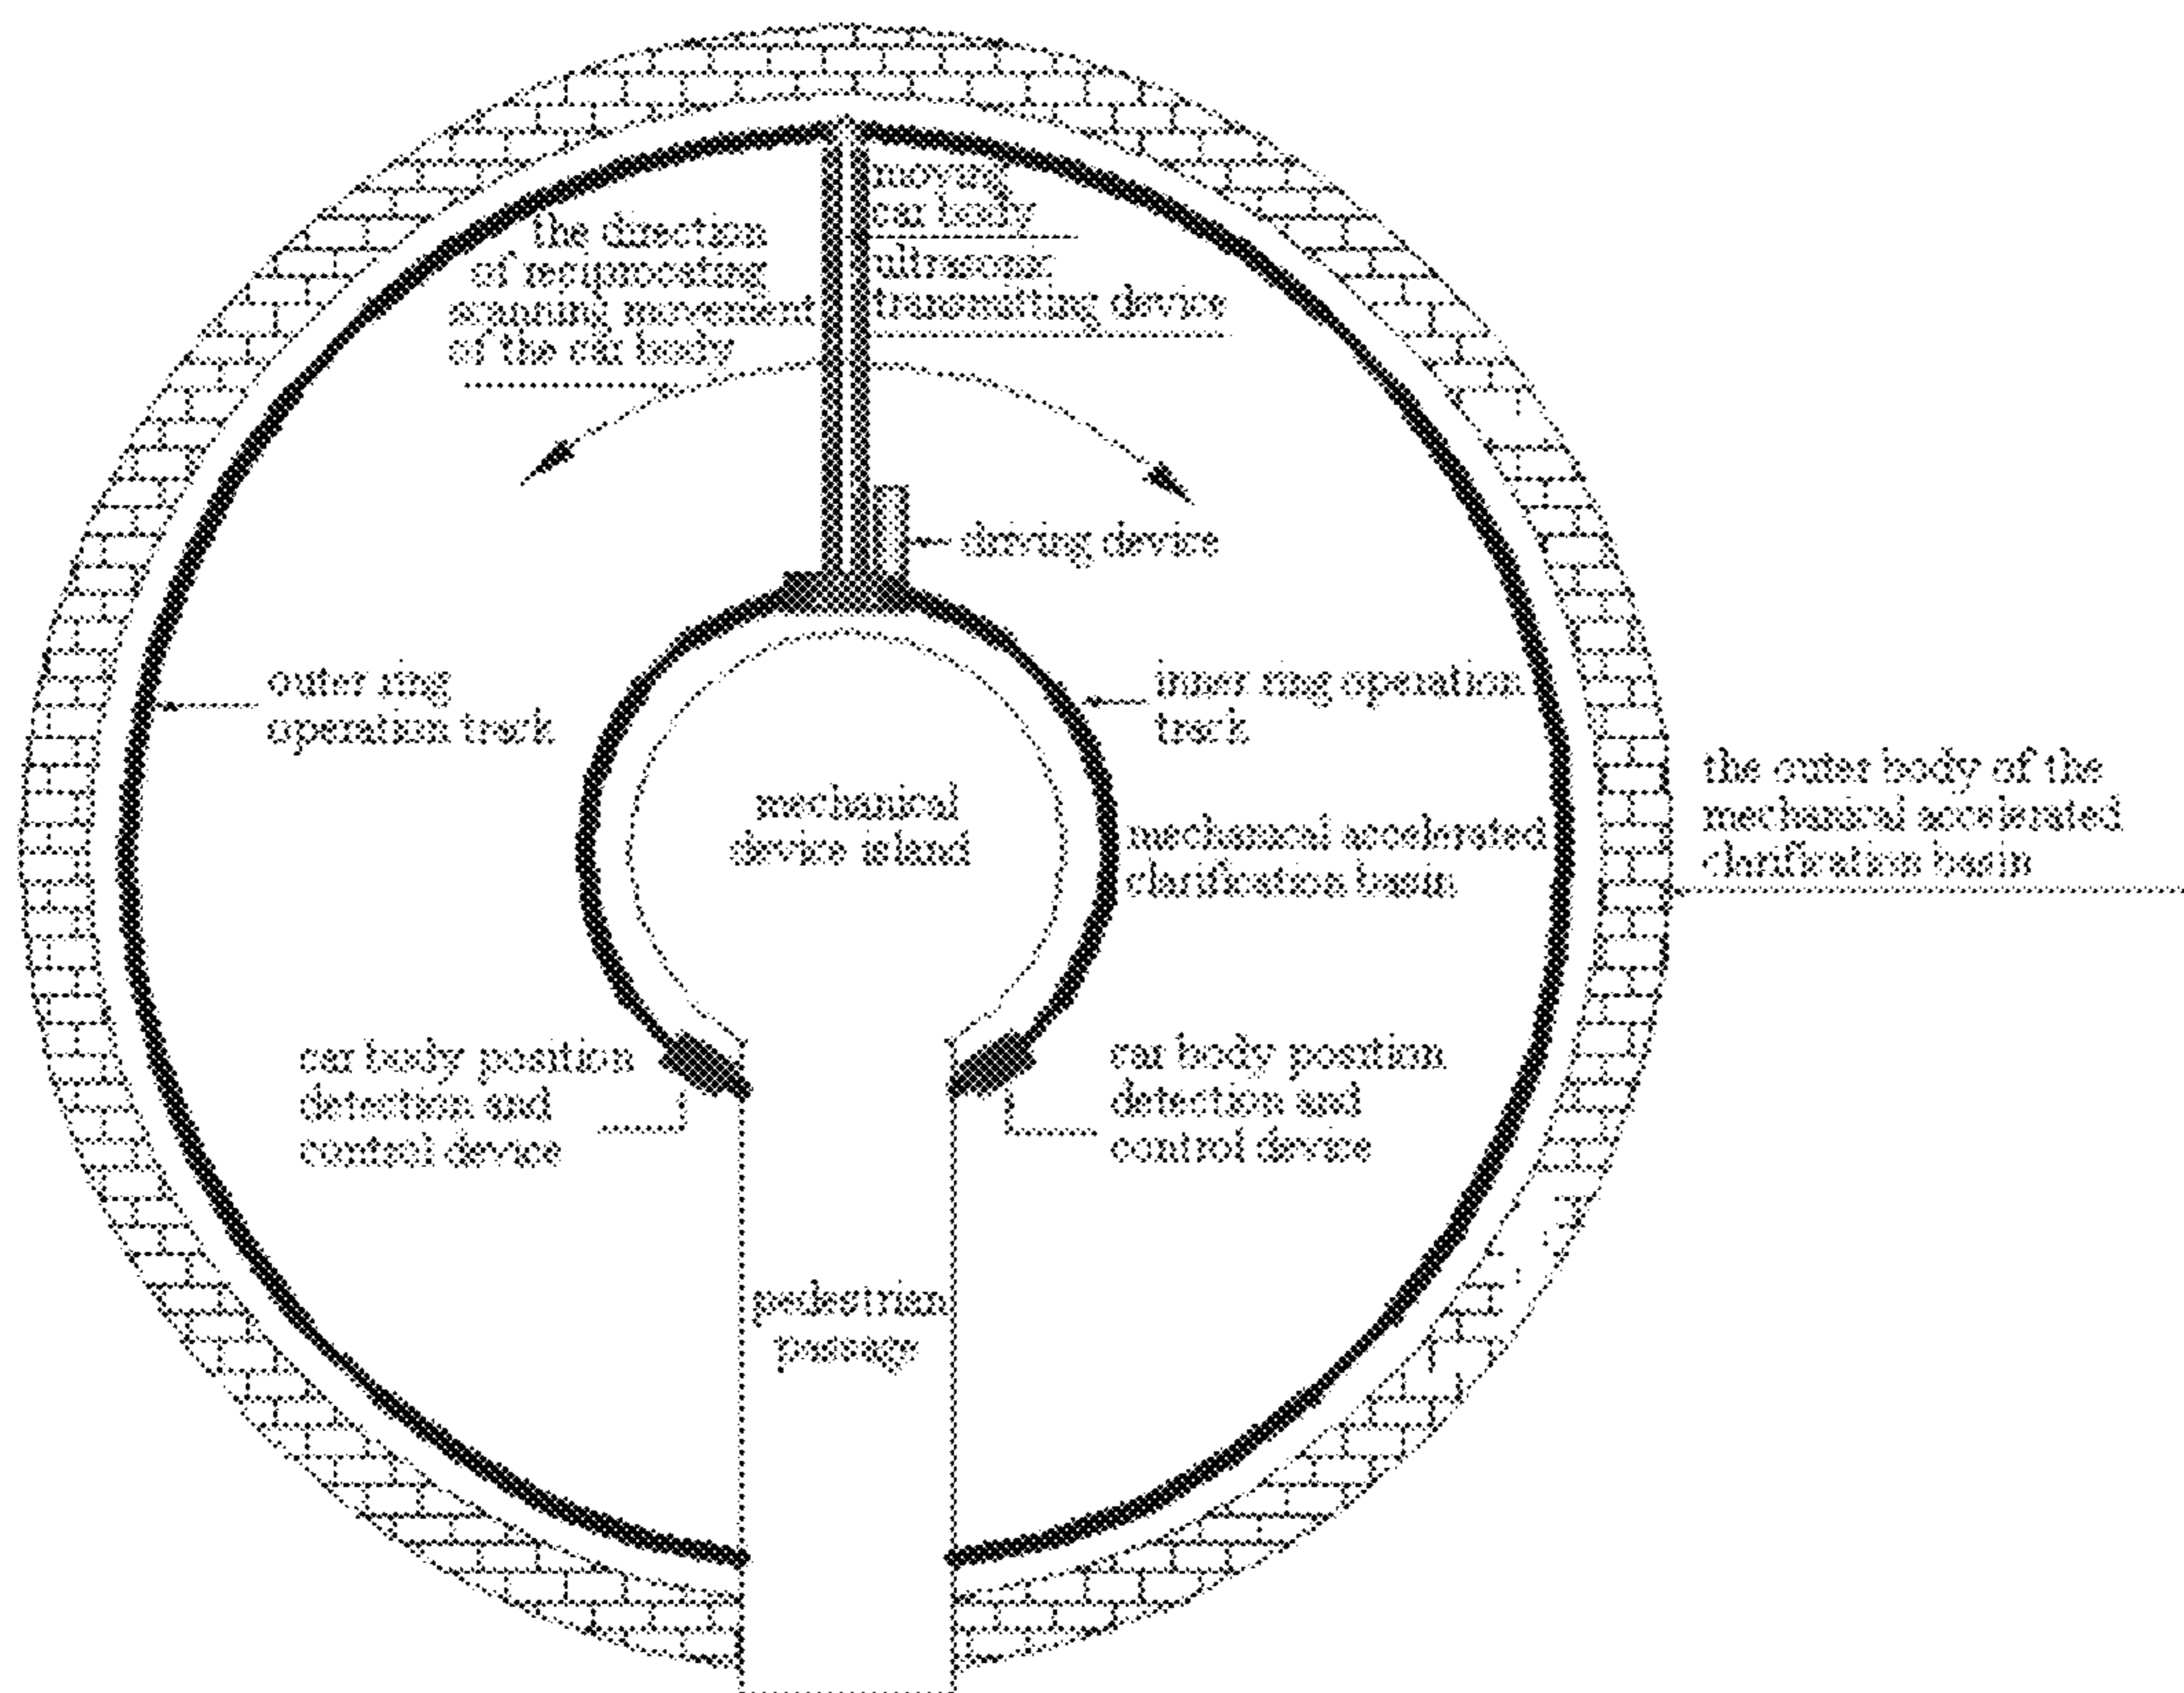 moving
car body
the direction
of reciprocating
scanning movement
of the car body
ultrasonic
transmitting device
driving device
outer ring
operation track
inner ring operation
track
mechanical
device island
mechanical accelerated
clarification basin
the outer body of the
mechanical accelerated
clarification basin
car body position
detection and
control device
car body position
detection and
control device
pedestrian
passage